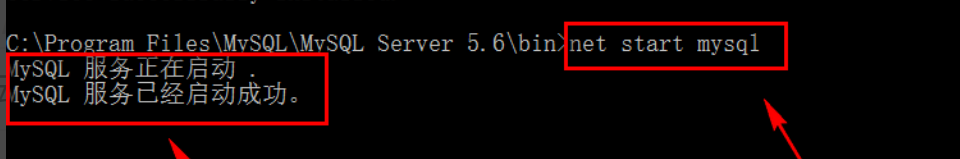 C:\Program Files\MySQL\MySQL Server 5.6\bin>net start mysql
MySQL 服务正在启动 .
MySQL 服务已经启动成功。